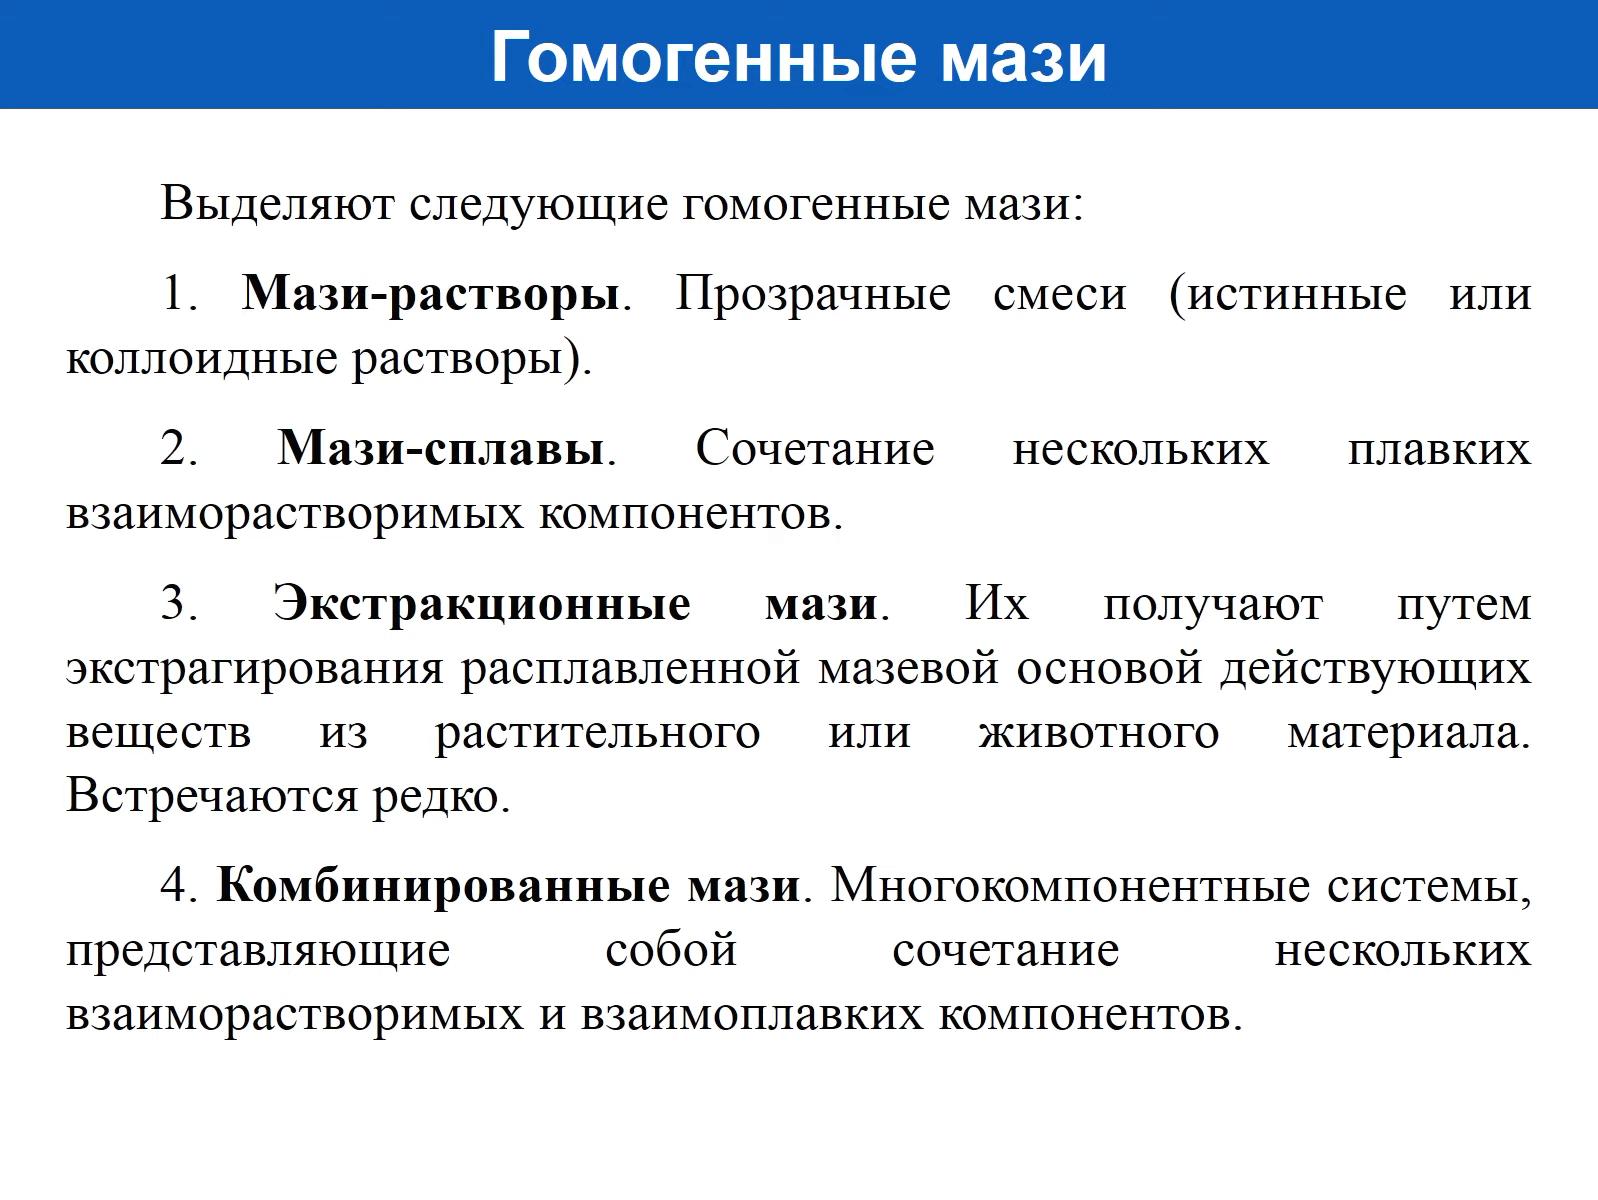 Гомогенные мази
Выделяют следующие гомогенные мази:
1. Мази-растворы. Прозрачные смеси (истинные или
коллоидные растворы).
2. Мази-сплавы. Сочетание нескольких плавких
взаиморастворимых компонентов.
3. Экстракционные мази. Их получают путем
экстрагирования расплавленной мазевой основой действующих
веществ из растительного или животного материала.
Встречаются редко.
4. Комбинированные мази. Многокомпонентные системы,
представляющие собой сочетание нескольких
взаиморастворимых и взаимоплавких компонентов.